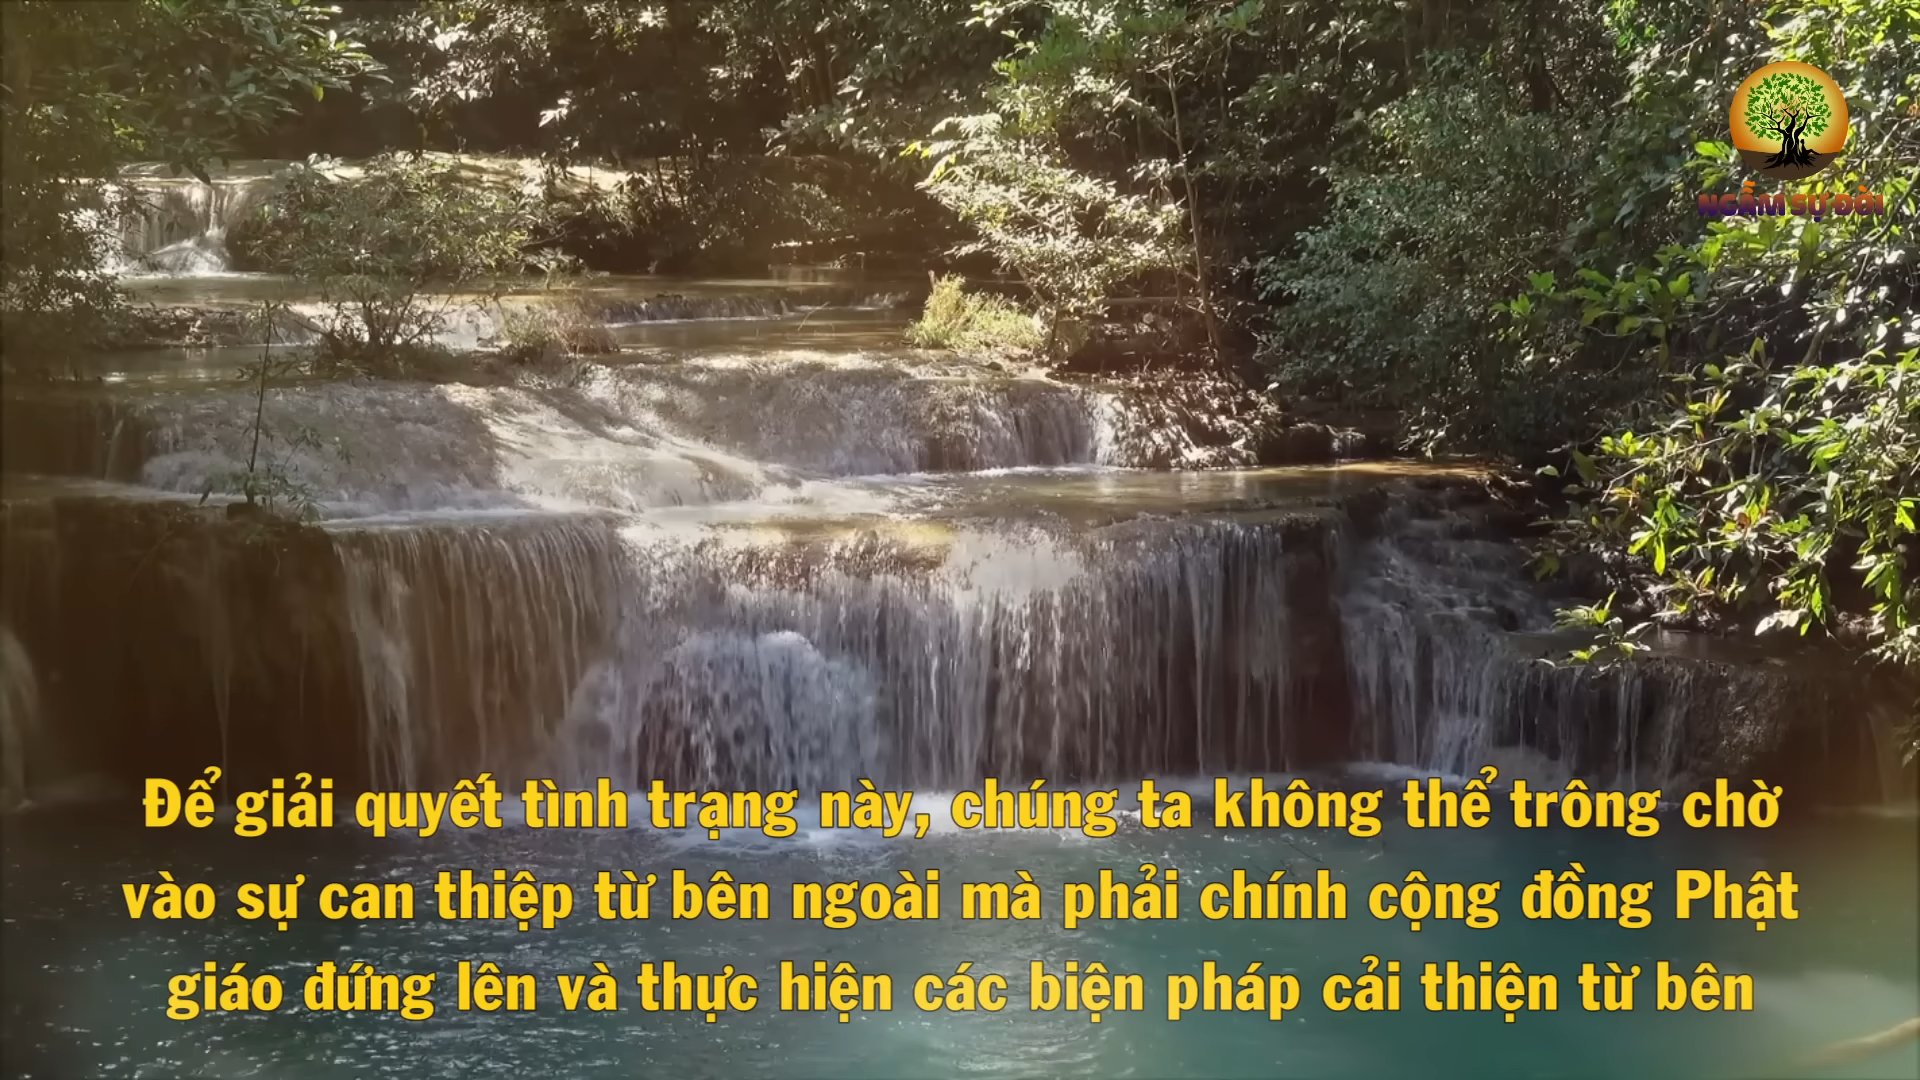 NGẪM SỰ ĐỜI
Để giải quyết tình trạng này, chúng ta không thể trông chờ
vào sự can thiệp từ bên ngoài mà phải chính cộng đồng Phật
giáo đứng lên và thực hiện các biện pháp cải thiện từ bên